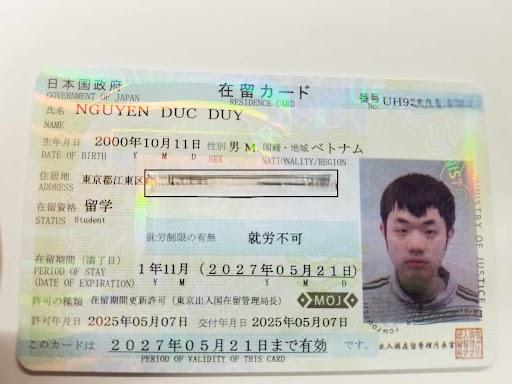 日本国政府 在留カード 番号 UH9
GOVERNMENT OF JAPAN RESIDENCE CARD NO.
氏名 NGUYEN DUC DUY
NAME
生年月日 2000年10月11日 性別 男 M. 国籍・地域 ベトナム
DATE OF BIRTH Y M D SEX NATIONALITY/REGION
住居地 東京都江東区
ADDRESS
在留資格 留学
STATUS Student
就労制限の有無 就労不可
在留期間(満了日) 1年11月(2027年05月21日)
PERIOD OF STAY Y M Y M D
(DATE OF EXPIRATION)
許可の種類 在留期間更新許可(東京出入国在留管理局長) MOJ
許可年月日 2025年05月07日 交付年月日 2025年05月07日
このカードは 2027年05月21日まで有効 です。 出入国在留管理庁長官
PERIOD OF VALIDITY OF THIS CARD
MINISTRY OF JUSTICE